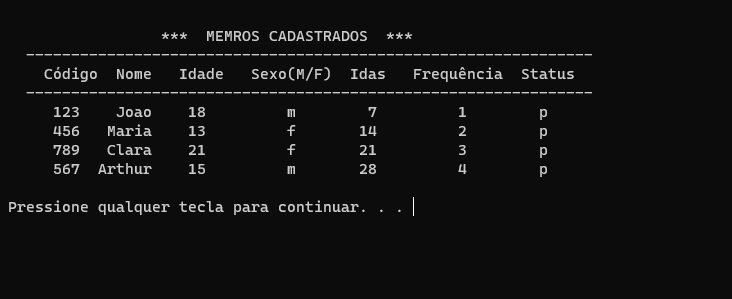 *** MEMROS CADASTRADOS ***
Código Nome Idade Sexo(M/F) Idas Frequência Status
123 Joao 18 m 7 1 p
456 Maria 13 f 14 2 p
789 Clara 21 f 21 3 p
567 Arthur 15 m 28 4 p
Pressione qualquer tecla para continuar. . .